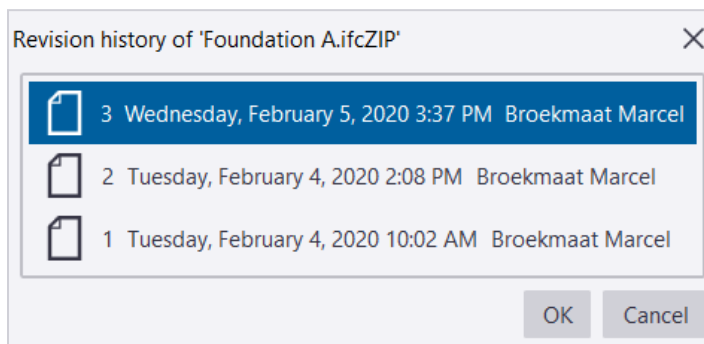 Revision history of 'Foundation A.ifcZIP'
3 Wednesday, February 5, 2020 3:37 PM Broekmaat Marcel
2 Tuesday, February 4, 2020 2:08 PM Broekmaat Marcel
1 Tuesday, February 4, 2020 10:02 AM Broekmaat Marcel
OK Cancel